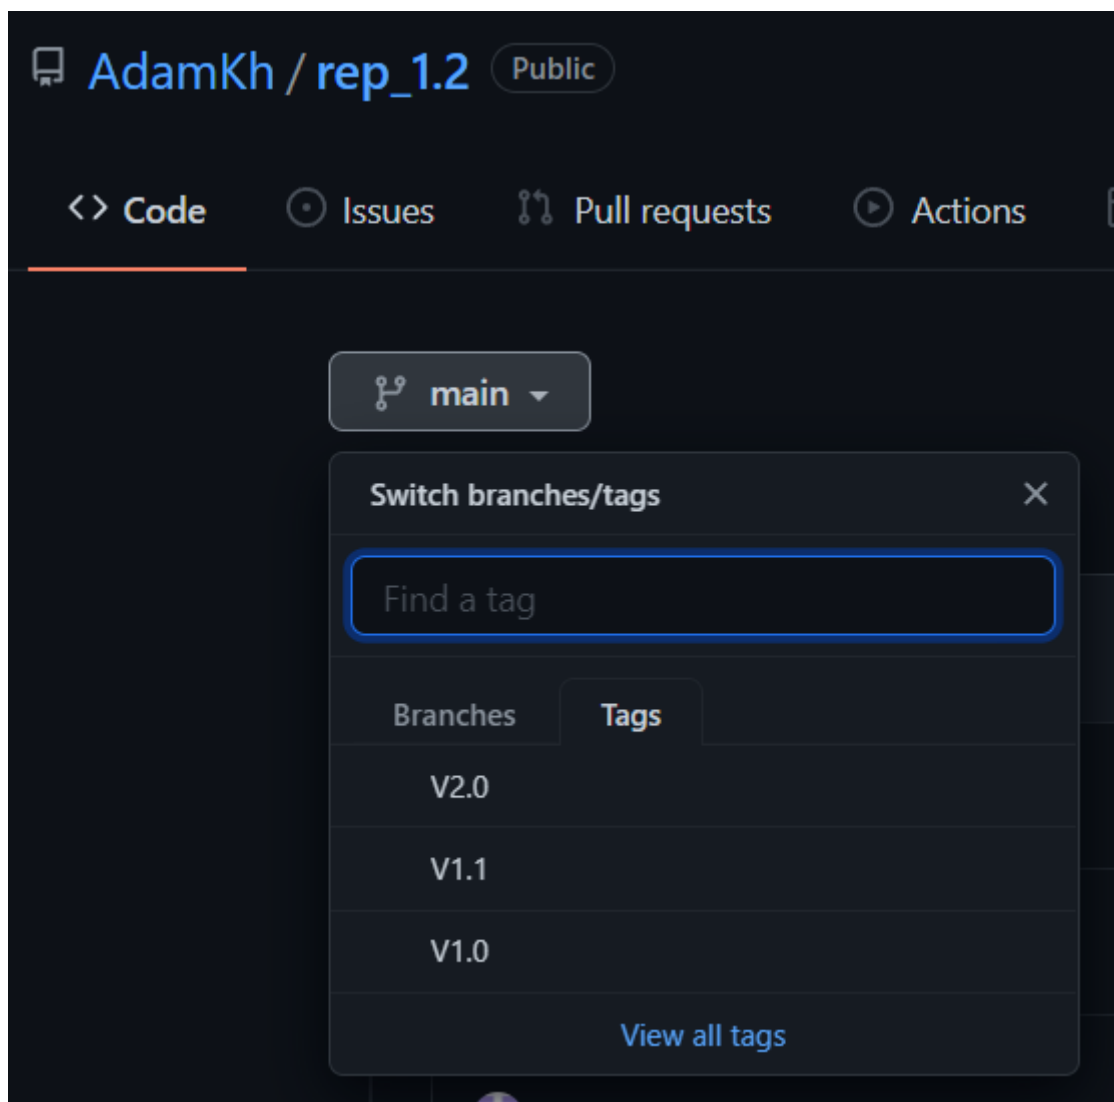 AdamKh / rep_1.2 Public
Code Issues Pull requests Actions
main
Switch branches/tags
Find a tag
Branches Tags
V2.0
V1.1
V1.0
View all tags